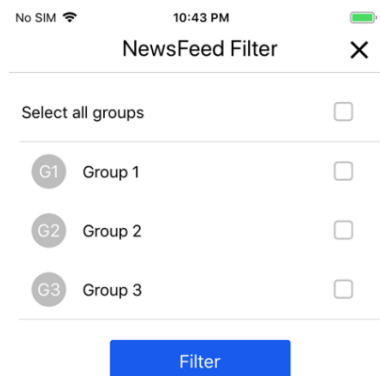 No SIM 10:43 PM
NewsFeed Filter
Select all groups
G1 Group 1
G2 Group 2
G3 Group 3
Filter